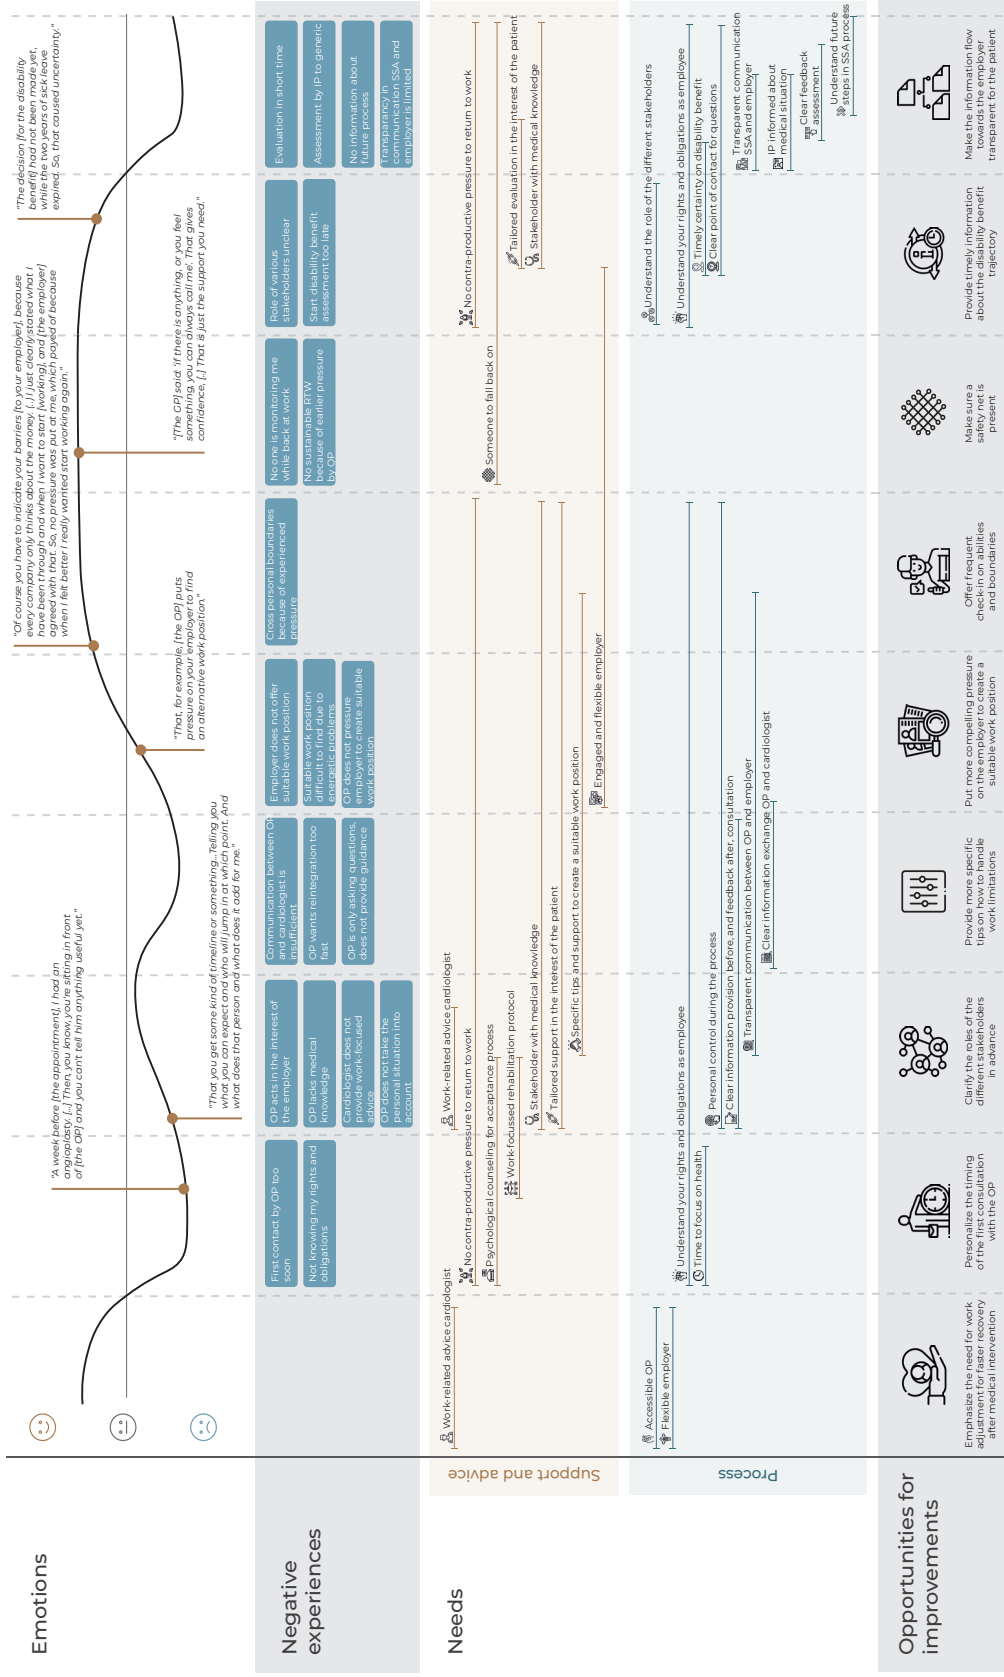 Emotions
"A week before [the appointment], I had an
angioplasty. [..] Then, you know, you're sitting in front
of [the OP] and you can't tell him anything useful yet."
"That you get some kind of timeline or something...Telling you
what you can expect and who will jump in at which point. And
what does that person and what does it add for me."
"That, for example, [the OP] puts
pressure on your employer to find
an alternative work position."
"Of course you have to indicate your barriers [to your employer], because
every company only thinks about the money. [..] I just clearly stated what I
have been through and when I want to start [working], and [the employer]
agreed with that. So, no pressure was put at me, which payed of because
when I felt better I really wanted start working again."
"[The GP] said: 'if there is anything, or you feel
something, you can always call me'. That gives
confidence, [..] That is just the support you need."
"The decision [for the disability
benefit] had not been made yet,
while the two years of sick leave
expired. So, that caused uncertainty."
Negative
experiences
First contact by OP too
soon
Not knowing my rights and
obligations
OP acts in the interest of
the employer
OP lacks medical
knowledge
Cardiologist does not
provide work-focused
advice
OP does not take the
personal situation into
account
Communication between OP
and cardiologist is
insufficient
OP wants reintegration too
fast
OP is only asking questions,
does not provide guidance
Employer does not offer
suitable work position
Suitable work position
difficult to find due to
energetic problems
OP does not pressure
employer to create suitable
work position
Cross personal boundaries
because of experienced
pressure
No one is monitoring me
while back at work
No sustainable RTW
because of earlier pressure
by OP
Role of various
stakeholders unclear
Start disability benefit
assessment too late
Evaluation in short time
Assessment by IP to generic
No information about
future process
Transparancy in
communication SSA and
employer is limited
Needs
Support and advice
Work-related advice cardiologist
Work-related advice cardiologist
No contra-productive pressure to return to work
No contra-productive pressure to return to work
Psychological counseling for accaptance process
Someone to fall back on
Work-focussed rehabilitation protocol
Tailored evaluation in the interest of the patient
Stakeholder with medical knowledge
Stakeholder with medical knowledge
Tailored support in the interest of the patient
Specific tips and support to create a suitable work position
Engaged and flexible employer
Process
Accessible OP
Understand the role of the different stakeholders
Flexible employer
Understand your rights and obligations as employee
Understand your rights and obligations as employee
Time to focus on health
Timely certainty on disability benefit
Personal control during the process
Clear point of contact for questions
Clear information provision before, and feedback after, consultation
Transparent communication
SSA and employer
Transparent communication between OP and employer
Clear information exchange OP and cardiologist
IP informed about
medical situation
Clear feedback
assessment
Understand future
steps in SSA process
Opportunities for
improvements
Emphasize the need for work
adjustment for faster recovery
after medical intervention
Personalize the timing
of the first consultation
with the OP
Clarify the roles of the
different stakeholders
in advance
Provide more specific
tips on how to handle
work limitations
Put more compelling pressure
on the employer to create a
suitable work position
Offer frequent
check-in on abilities
and boundaries
Make sure a
safety net is
present
Provide timely information
about the disability benefit
trajectory
Make the information flow
towards the employer
transparent for the patient